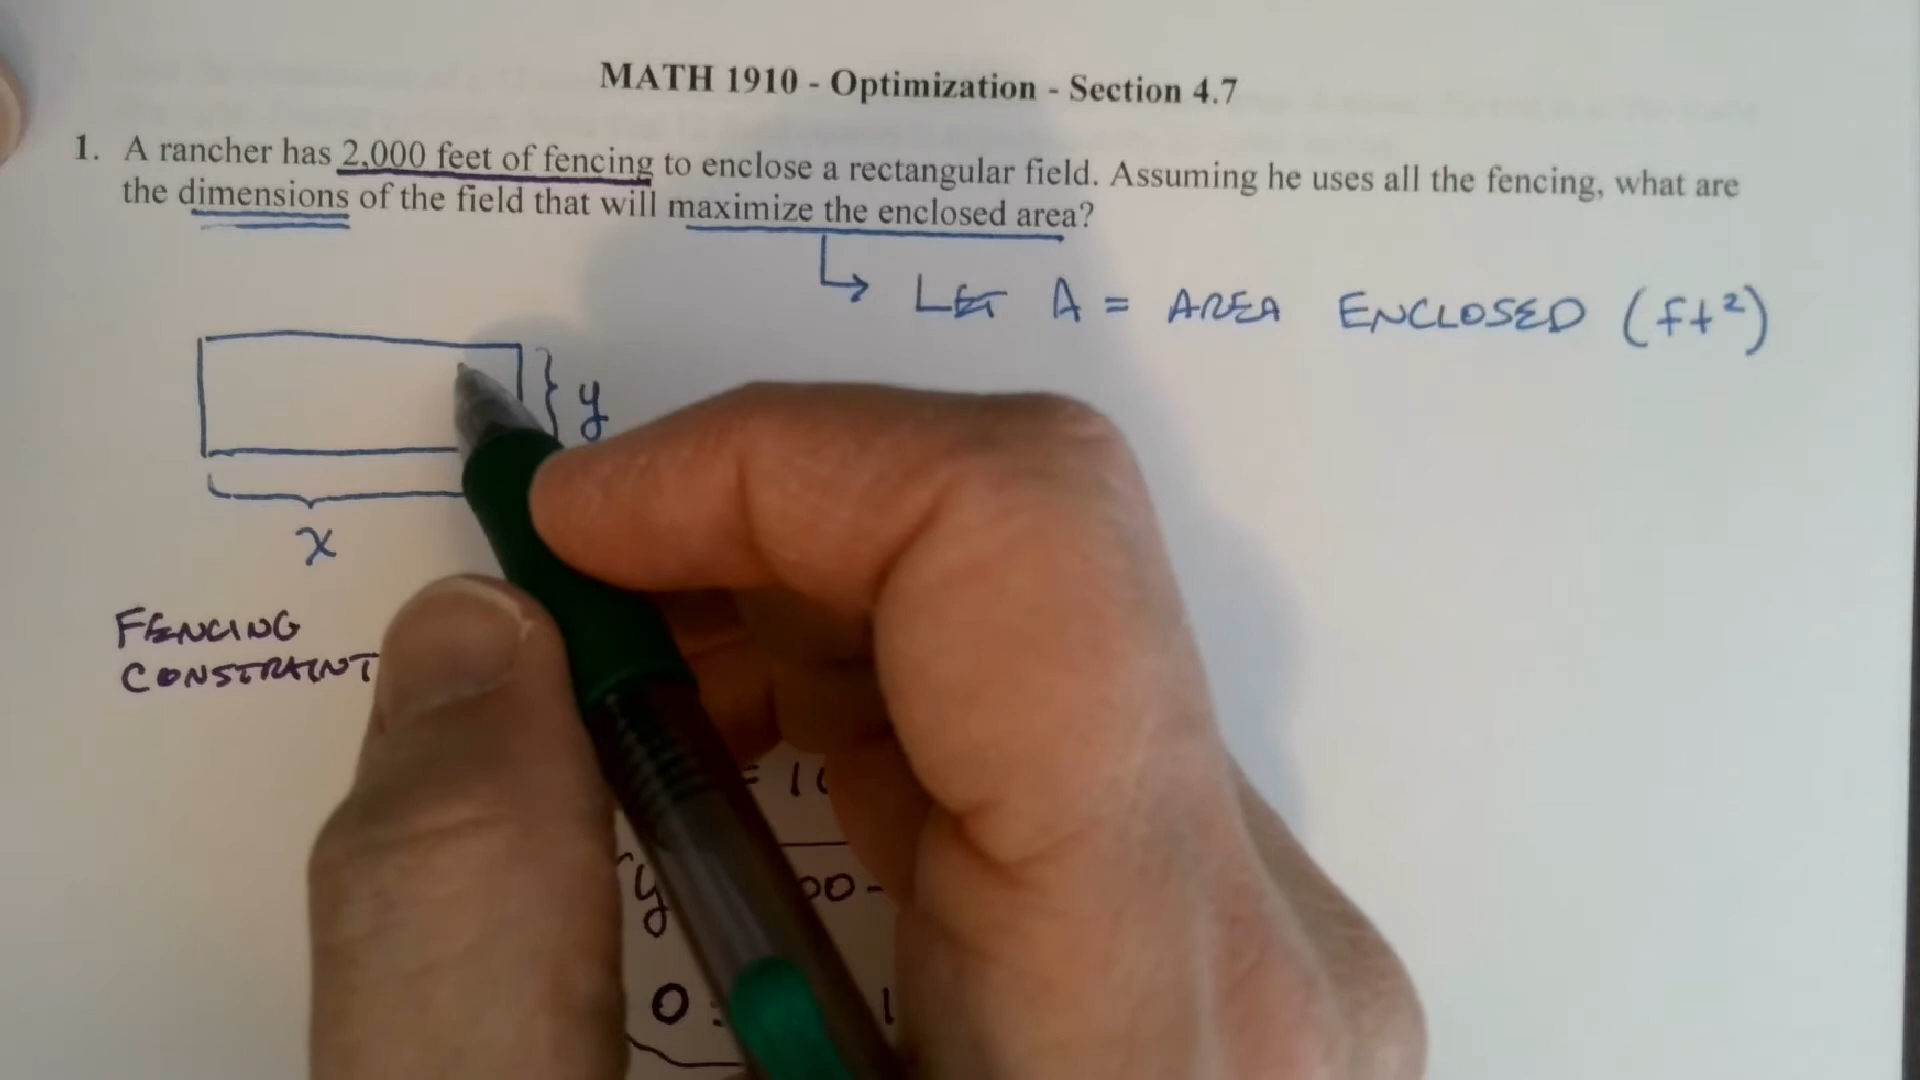 MATH 1910 - Optimization - Section 4.7
1. A rancher has 2,000 feet of fencing to enclose a rectangular field. Assuming he uses all the fencing, what are
the dimensions of the field that will maximize the enclosed area?
LET A = AREA ENCLOSED (ft²)
y
x
FENCING
CONSTRAINT
y
0